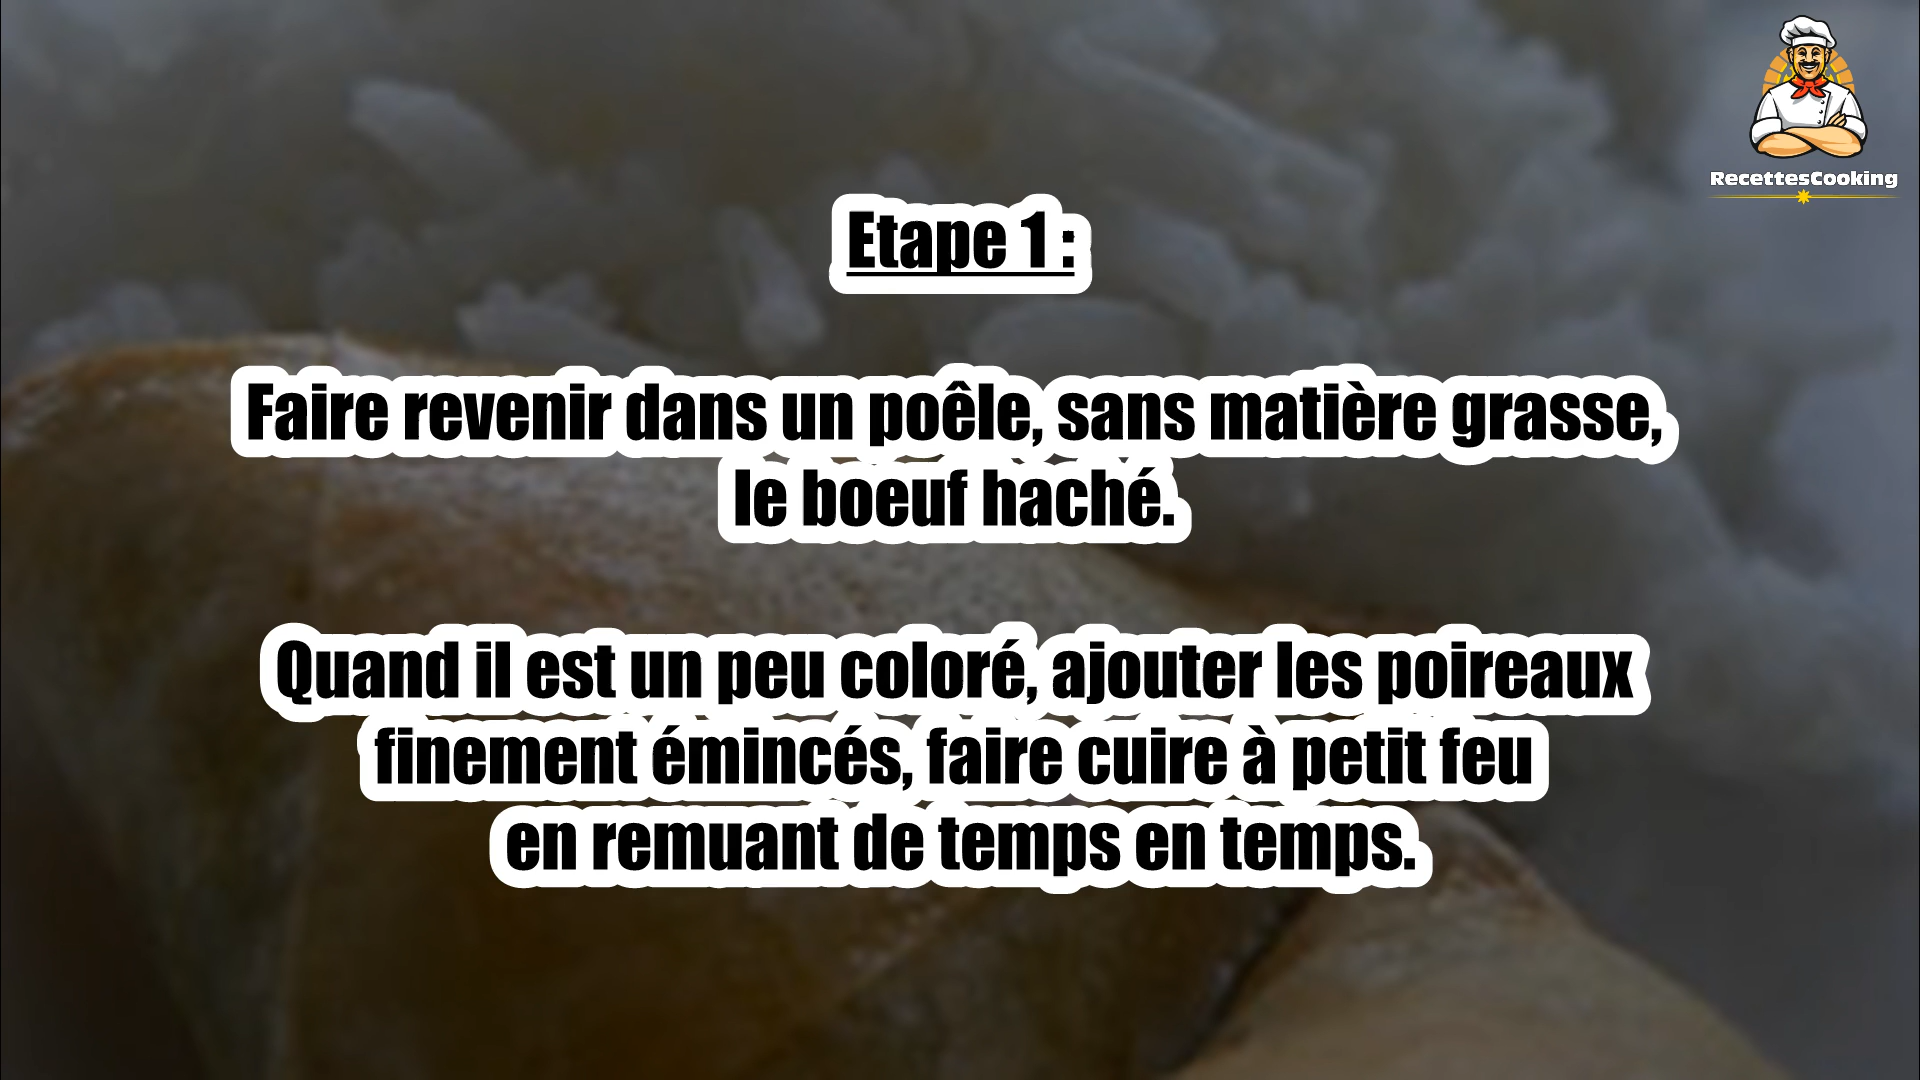 RecettesCooking
Etape 1 :
Faire revenir dans un poêle, sans matière grasse,
le boeuf haché.
Quand il est un peu coloré, ajouter les poireaux
finement émincés, faire cuire à petit feu
en remuant de temps en temps.